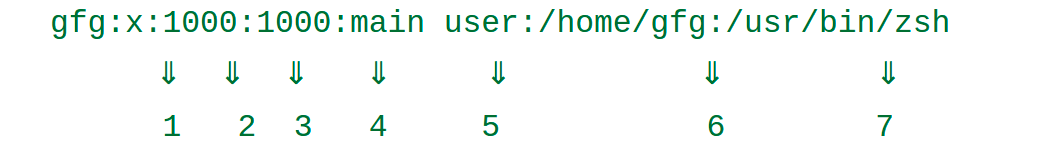 gfg:x:1000:1000:main user:/home/gfg:/usr/bin/zsh
⇓ ⇓ ⇓ ⇓ ⇓ ⇓ ⇓
1 2 3 4 5 6 7